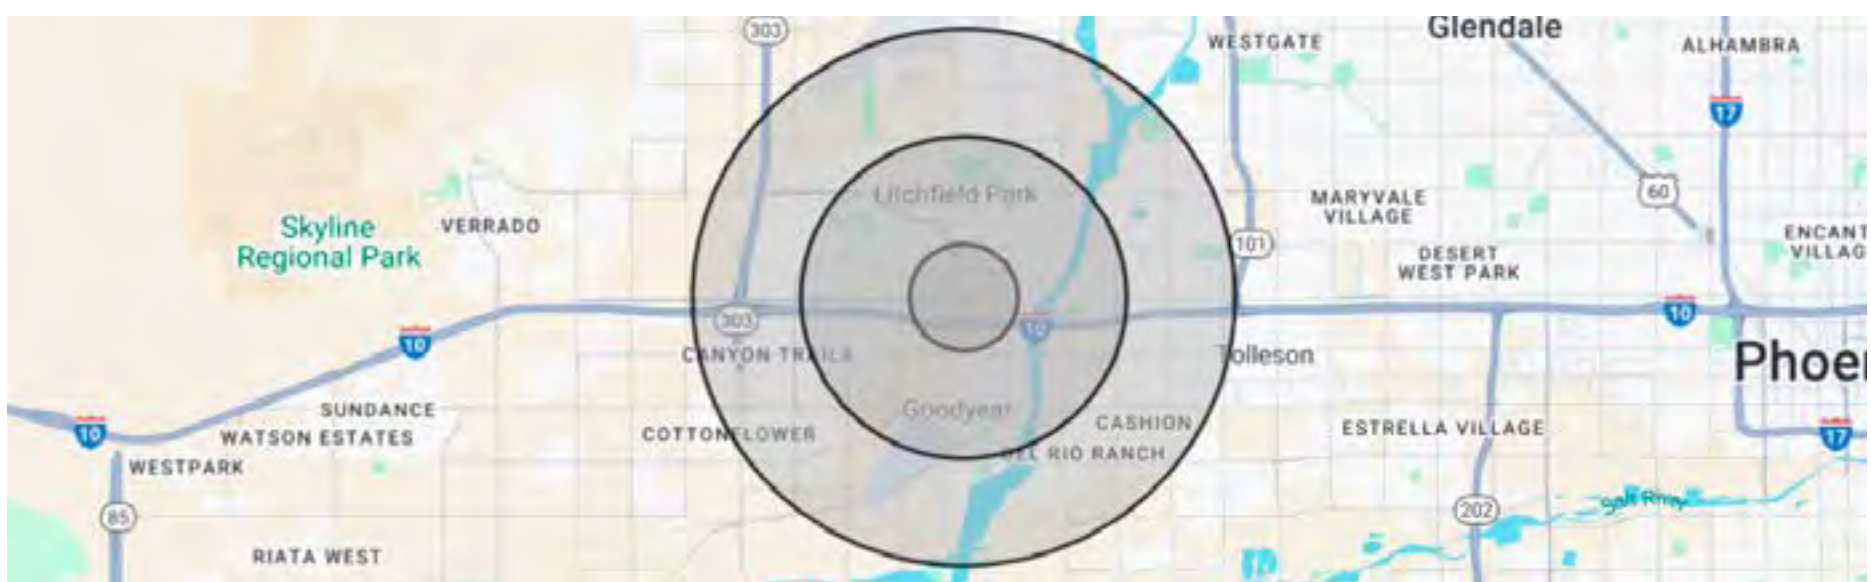 303
WESTGATE
Glendale
ALHAMBRA
17
Litchfield Park
60
MARYVALE
VILLAGE
Skyline
Regional Park
VERRADO
101
ENCANT
VILLAG
DESERT
WEST PARK
303
10
10
10
CANYON TRAILS
Tolleson
Phoe
SUNDANCE
Goodyear
CASHION
10
WATSON ESTATES
COTTONFLOWER
ESTRELLA VILLAGE
17
DEL RIO RANCH
WESTPARK
85
202
Salt River
RIATA WEST